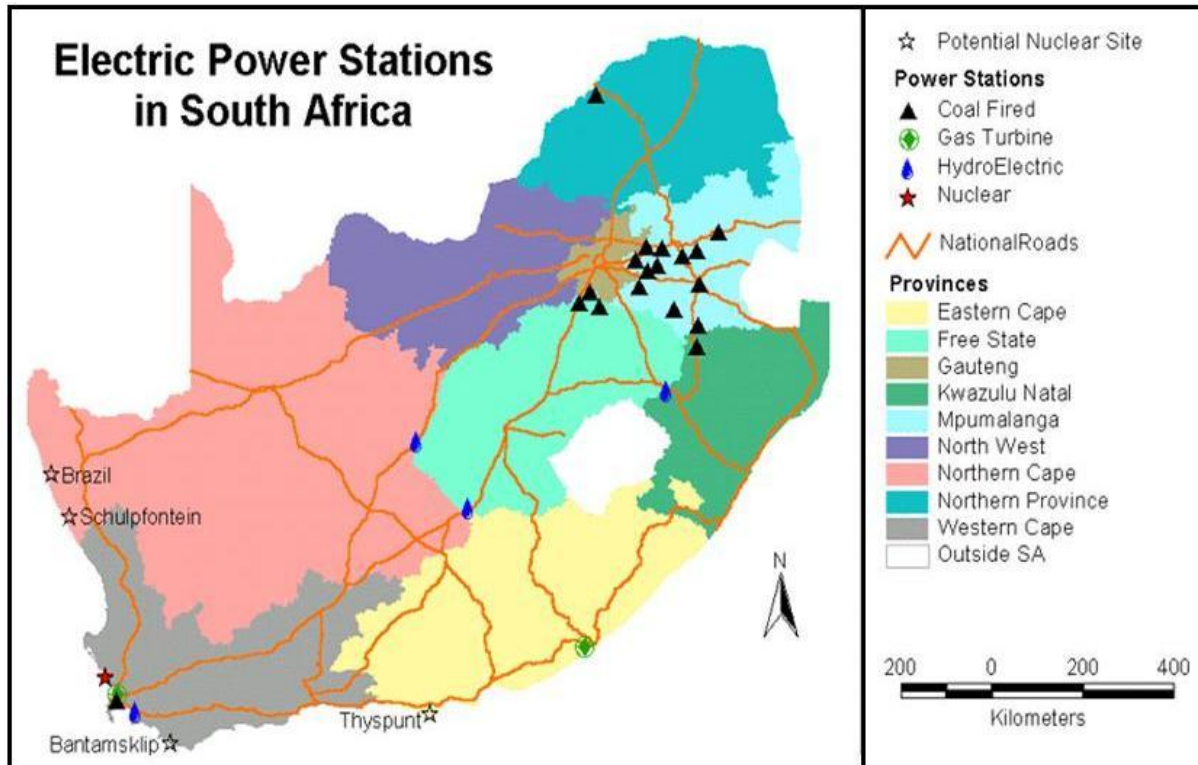 Electric Power Stations
in South Africa
Brazil
Schulpfontein
Thyspunt
Bantamsklip
N
Potential Nuclear Site
Power Stations
Coal Fired
Gas Turbine
HydroElectric
Nuclear
NationalRoads
Provinces
Eastern Cape
Free State
Gauteng
Kwazulu Natal
Mpumalanga
North West
Northern Cape
Northern Province
Western Cape
Outside SA
200 0 200 400
Kilometers